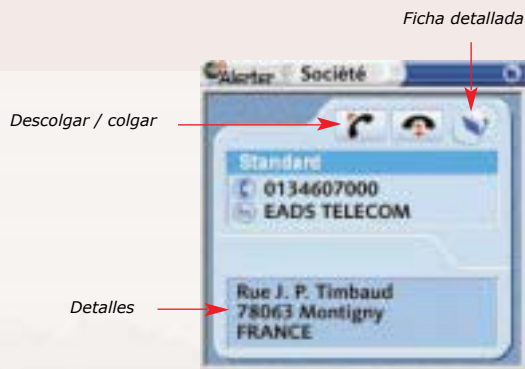 Ficha detallada
Alerter Société
Descolgar / colgar
Standard
0134607000
EADS TELECOM
Detalles
Rue J. P. Timbaud
78063 Montigny
FRANCE